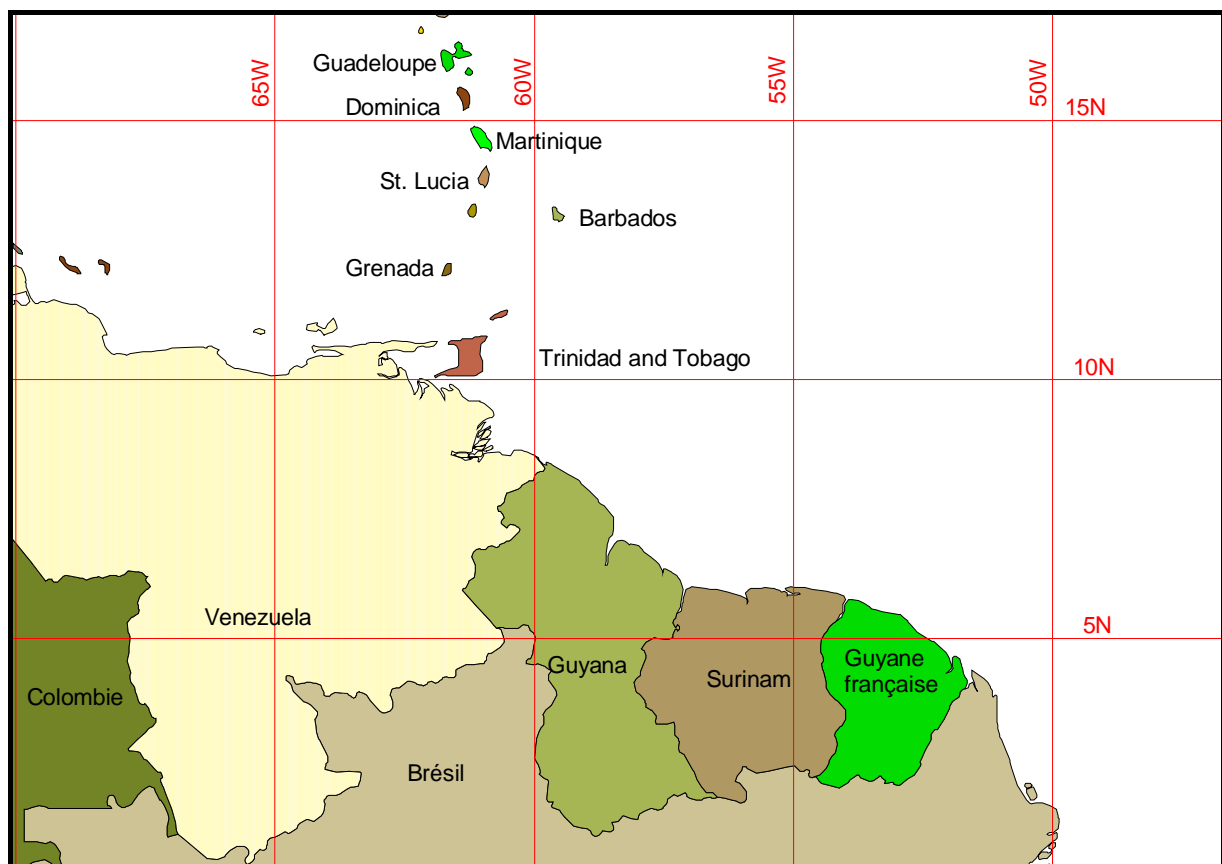 65W
60W
55W
50W
Guadeloupe
Dominica
15N
Martinique
St. Lucia
Barbados
Grenada
Trinidad and Tobago
10N
Venezuela
5N
Guyana
Guyane
française
Surinam
Colombie
Brésil